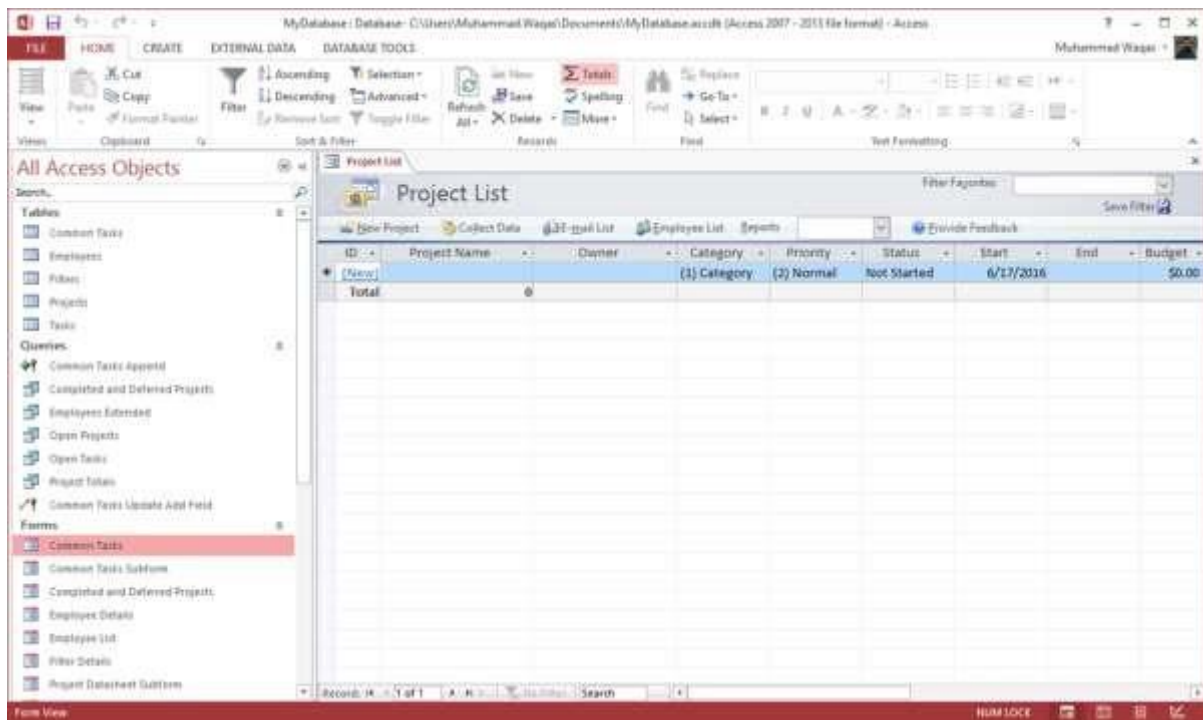 MyDatabase : Database- C:\Users\Muhammad Waqas\Documents\MyDatabase.accdb (Access 2007 - 2013 file format) - Access
FILE HOME CREATE EXTERNAL DATA DATABASE TOOLS Muhammad Waqas
View Paste Cut Copy Format Painter
Filter Ascending Descending Remove Sort Selection Advanced Toggle Filter
Refresh All New Save Delete Totals Spelling More
Find Replace Go To Select
Views Clipboard Sort & Filter Records Find Text Formatting
All Access Objects
Search...
Tables
Common Tasks
Employees
Filters
Projects
Tasks
Queries
Common Tasks Append
Completed and Deferred Projects
Employees Extended
Open Projects
Open Tasks
Project Totals
Common Tasks Update Add Field
Forms
Common Tasks
Common Tasks Subform
Completed and Deferred Projects
Employee Details
Employee List
Filter Details
Project Datasheet Subform
Project List
Project List
Filter Favorites
Save Filter
New Project Collect Data E-mail List Employee List Reports Provide Feedback
ID Project Name Owner Category Priority Status Start End Budget
(New) (1) Category (2) Normal Not Started 6/17/2016 $0.00
Total 0
Record: 1 of 1 No Filter Search
Form View NUM LOCK